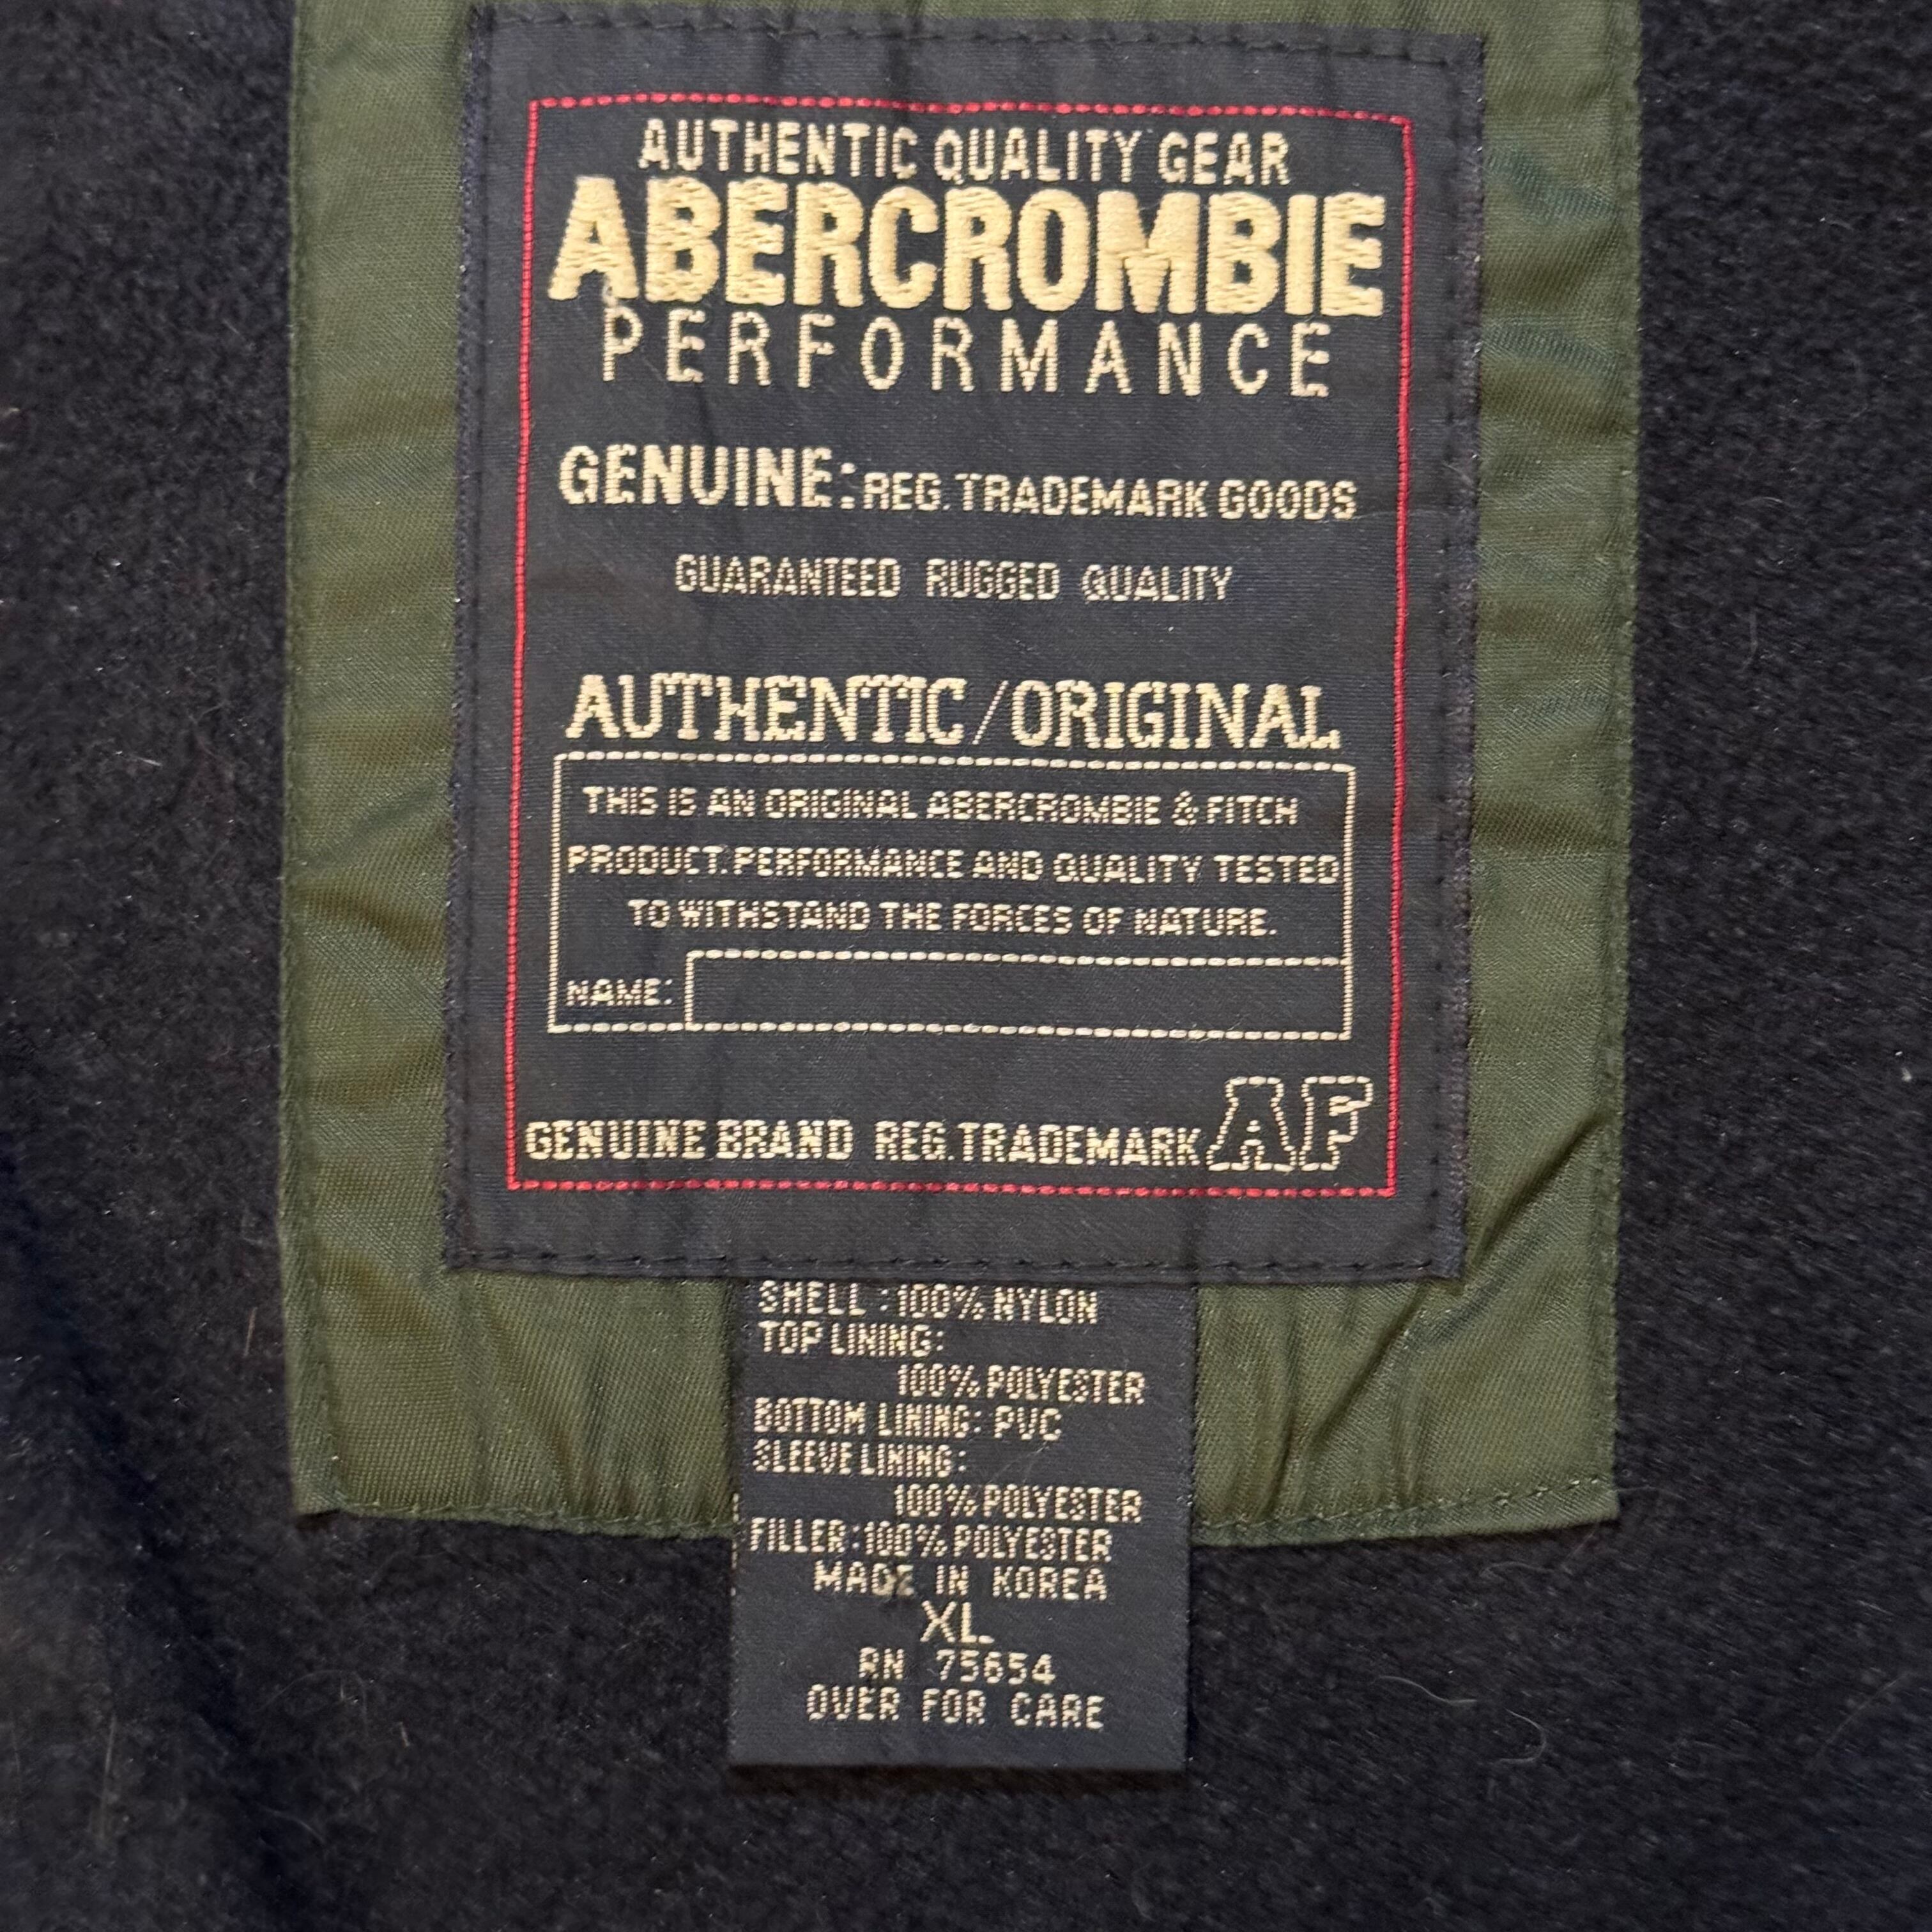 AUTHENTIC QUALITY GEAR
ABERCROMBIE
PERFORMANCE
GENUINE: REG. TRADEMARK GOODS
GUARANTEED RUGGED QUALITY
AUTHENTIC/ORIGINAL
THIS IS AN ORIGINAL ABERCROMBIE & FITCH
PRODUCT. PERFORMANCE AND QUALITY TESTED
TO WITHSTAND THE FORCES OF NATURE.
NAME:
GENUINE BRAND REG. TRADEMARK AF
SHELL : 100% NYLON
TOP LINING:
100% POLYESTER
BOTTOM LINING: PVC
SLEEVE LINING:
100% POLYESTER
FILLER : 100% POLYESTER
MADE IN KOREA
XL
RN 75654
OVER FOR CARE